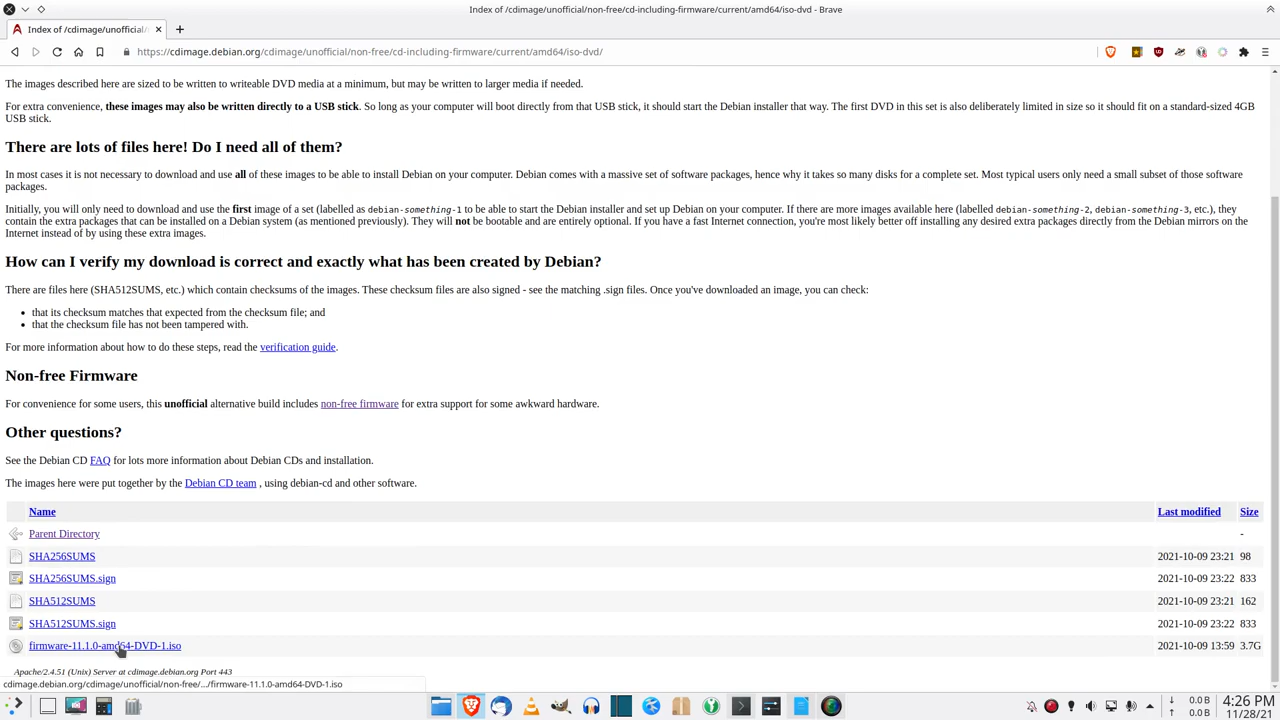 Index of /cdimage/unofficial/non-free/cd-including-firmware/current/amd64/iso-dvd - Brave
Index of /cdimage/unofficial/
https://cdimage.debian.org/cdimage/unofficial/non-free/cd-including-firmware/current/amd64/iso-dvd/
The images described here are sized to be written to writeable DVD media at a minimum, but may be written to larger media if needed.
For extra convenience, these images may also be written directly to a USB stick. So long as your computer will boot directly from that USB stick, it should start the Debian installer that way. The first DVD in this set is also deliberately limited in size so it should fit on a standard-sized 4GB
USB stick.
There are lots of files here! Do I need all of them?
In most cases it is not necessary to download and use all of these images to be able to install Debian on your computer. Debian comes with a massive set of software packages, hence why it takes so many disks for a complete set. Most typical users only need a small subset of those software
packages.
Initially, you will only need to download and use the first image of a set (labelled as debian-something-1 to be able to start the Debian installer and set up Debian on your computer. If there are more images available here (labelled debian-something-2, debian-something-3, etc.), they
contain the extra packages that can be installed on a Debian system (as mentioned previously). They will not be bootable and are entirely optional. If you have a fast Internet connection, you're most likely better off installing any desired extra packages directly from the Debian mirrors on the
Internet instead of by using these extra images.
How can I verify my download is correct and exactly what has been created by Debian?
There are files here (SHA512SUMS, etc.) which contain checksums of the images. These checksum files are also signed - see the matching .sign files. Once you've downloaded an image, you can check:
• that its checksum matches that expected from the checksum file; and
• that the checksum file has not been tampered with.
For more information about how to do these steps, read the verification guide.
Non-free Firmware
For convenience for some users, this unofficial alternative build includes non-free firmware for extra support for some awkward hardware.
Other questions?
See the Debian CD FAQ for lots more information about Debian CDs and installation.
The images here were put together by the Debian CD team , using debian-cd and other software.
Name Last modified Size
Parent Directory -
SHA256SUMS 2021-10-09 23:21 98
SHA256SUMS.sign 2021-10-09 23:22 833
SHA512SUMS 2021-10-09 23:21 162
SHA512SUMS.sign 2021-10-09 23:22 833
firmware-11.1.0-amd64-DVD-1.iso 2021-10-09 13:59 3.7G
Apache/2.4.51 (Unix) Server at cdimage.debian.org Port 443
cdimage.debian.org/cdimage/unofficial/non-free/.../firmware-11.1.0-amd64-DVD-1.iso
↓ 0.0 B
↑ 0.0 B
4:26 PM
11/28/21